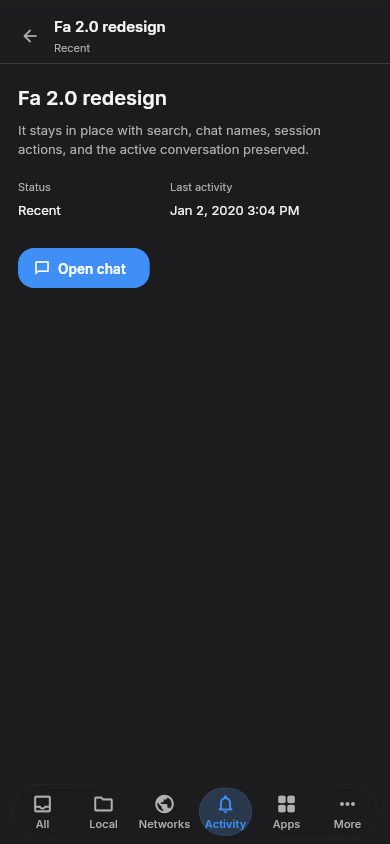 Fa 2.0 redesign
Recent
Fa 2.0 redesign
It stays in place with search, chat names, session
actions, and the active conversation preserved.
Status
Last activity
Recent
Jan 2, 2020 3:04 PM
Open chat
All
Local
Networks
Activity
Apps
More